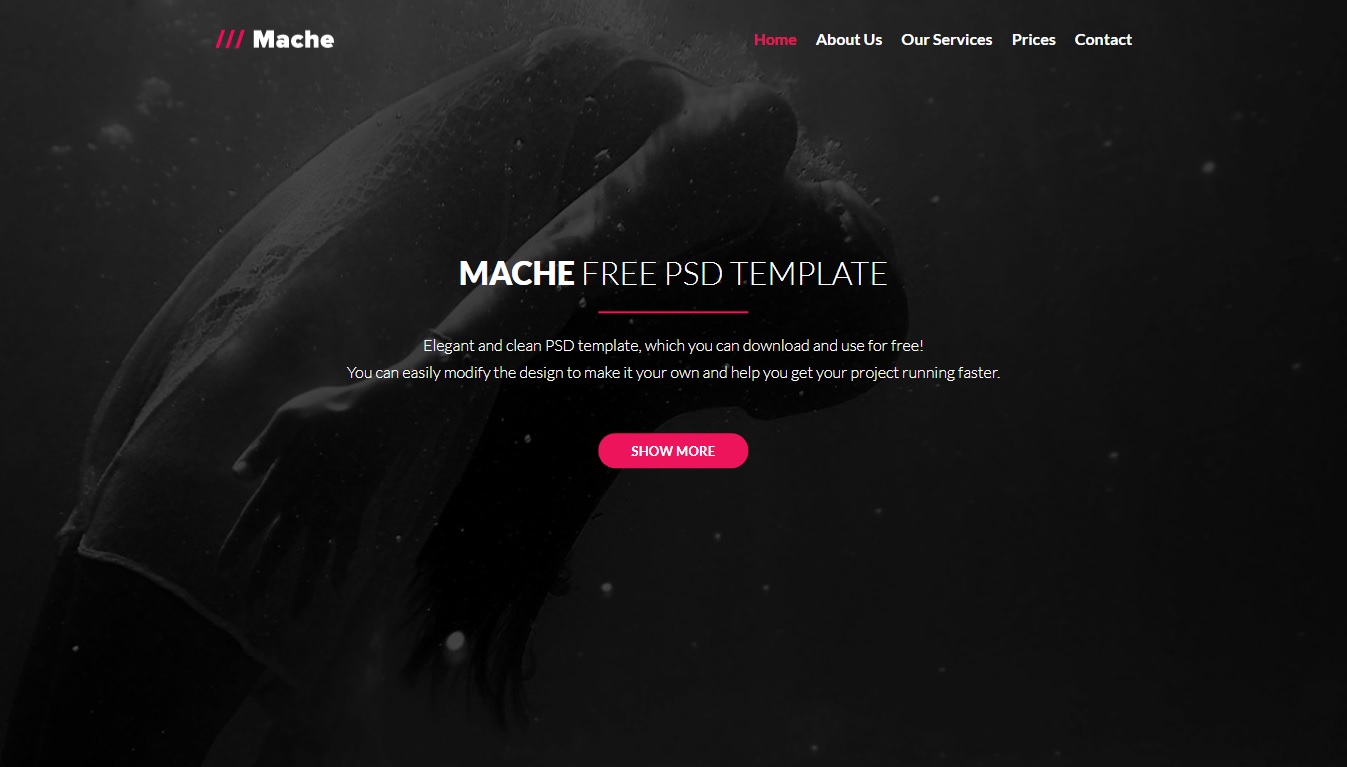 /// Mache
Home About Us Our Services Prices Contact
MACHE FREE PSD TEMPLATE
Elegant and clean PSD template, which you can download and use for free!
You can easily modify the design to make it your own and help you get your project running faster.
SHOW MORE